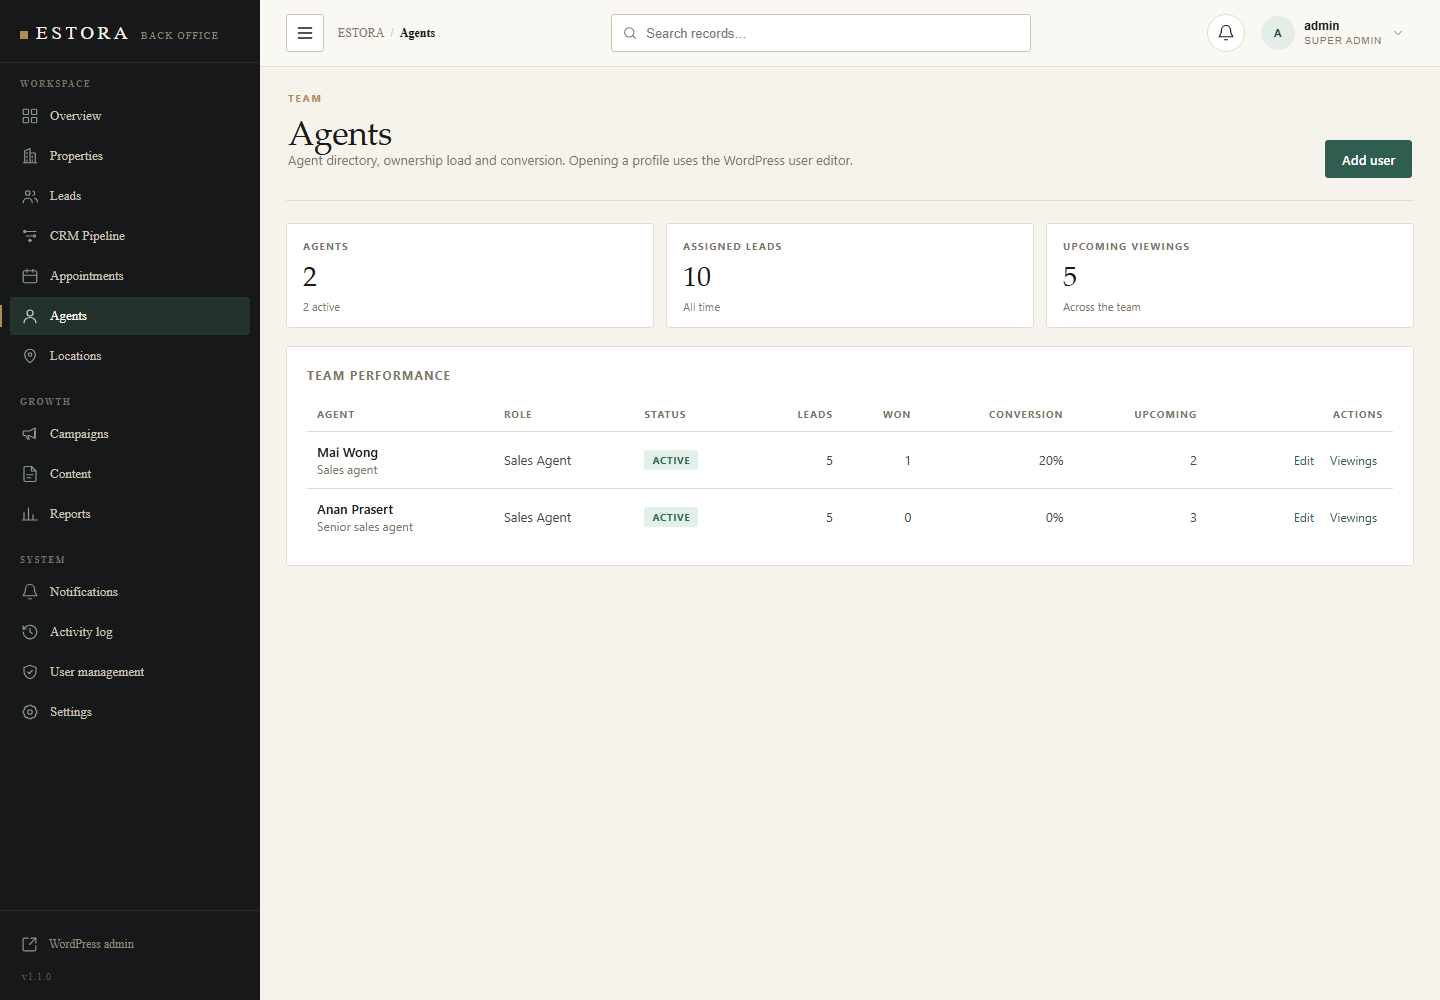 ESTORA BACK OFFICE
WORKSPACE
Overview
Properties
Leads
CRM Pipeline
Appointments
Agents
Locations
GROWTH
Campaigns
Content
Reports
SYSTEM
Notifications
Activity log
User management
Settings
WordPress admin
v1.1.0
ESTORA / Agents
Search records...
A
admin
SUPER ADMIN
TEAM
Agents
Agent directory, ownership load and conversion. Opening a profile uses the WordPress user editor.
Add user
AGENTS
2
2 active
ASSIGNED LEADS
10
All time
UPCOMING VIEWINGS
5
Across the team
TEAM PERFORMANCE
AGENT ROLE STATUS LEADS WON CONVERSION UPCOMING ACTIONS
Mai Wong
Sales agent
Sales Agent ACTIVE 5 1 20% 2 Edit Viewings
Anan Prasert
Senior sales agent
Sales Agent ACTIVE 5 0 0% 3 Edit Viewings